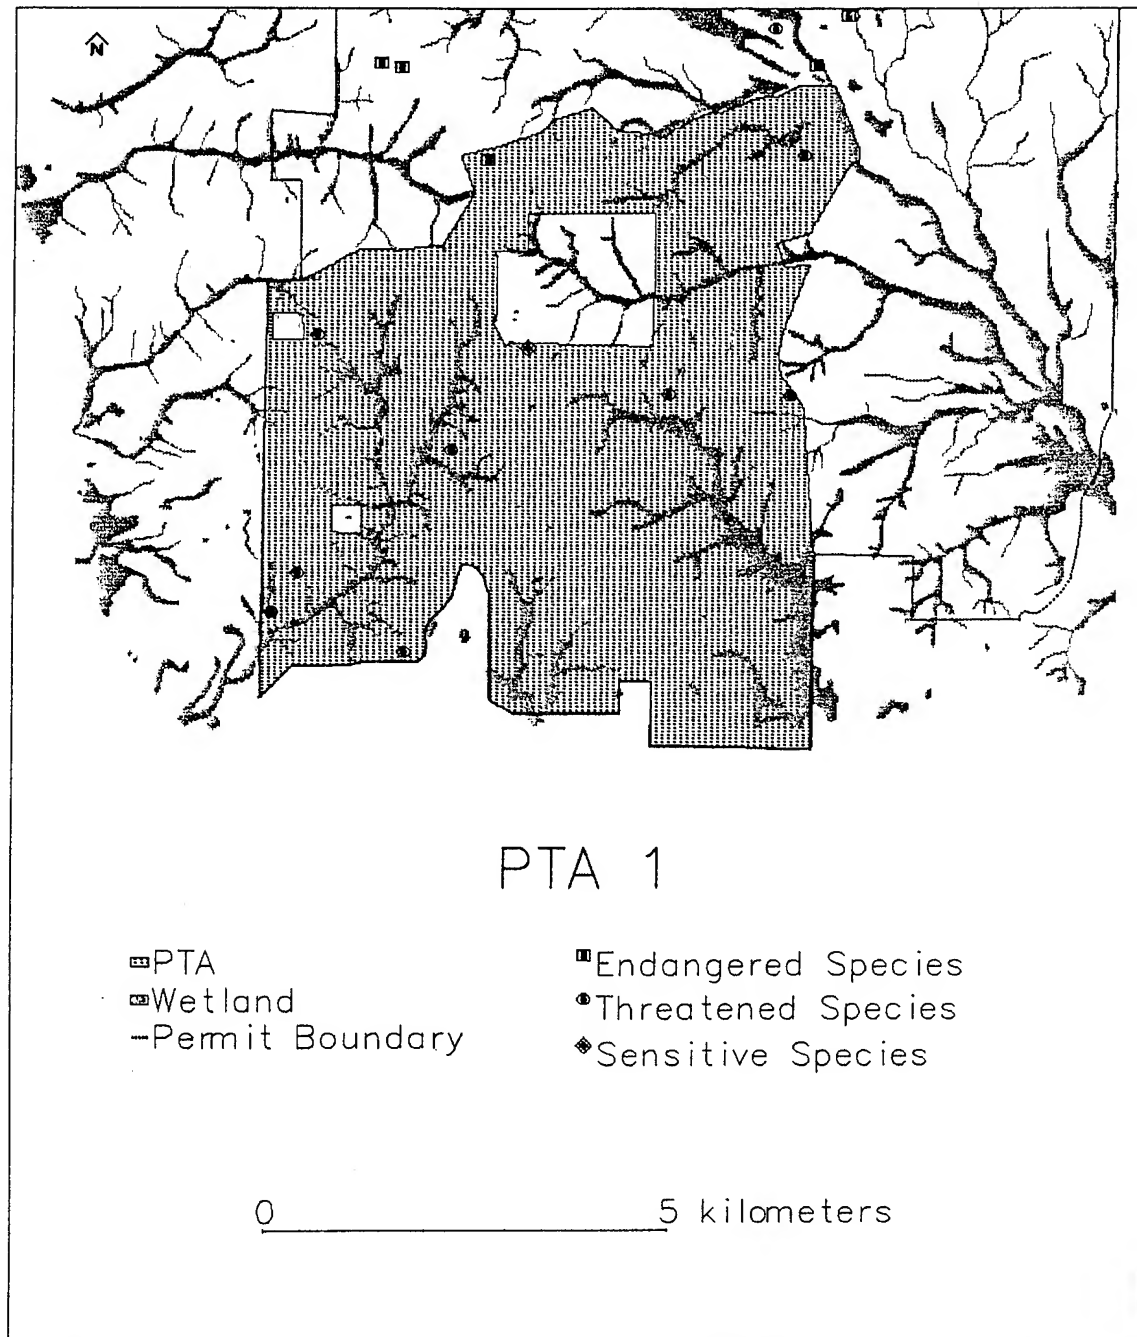 N
PTA 1
PTA
Wetland
Permit Boundary
Endangered Species
Threatened Species
Sensitive Species
0 5 kilometers